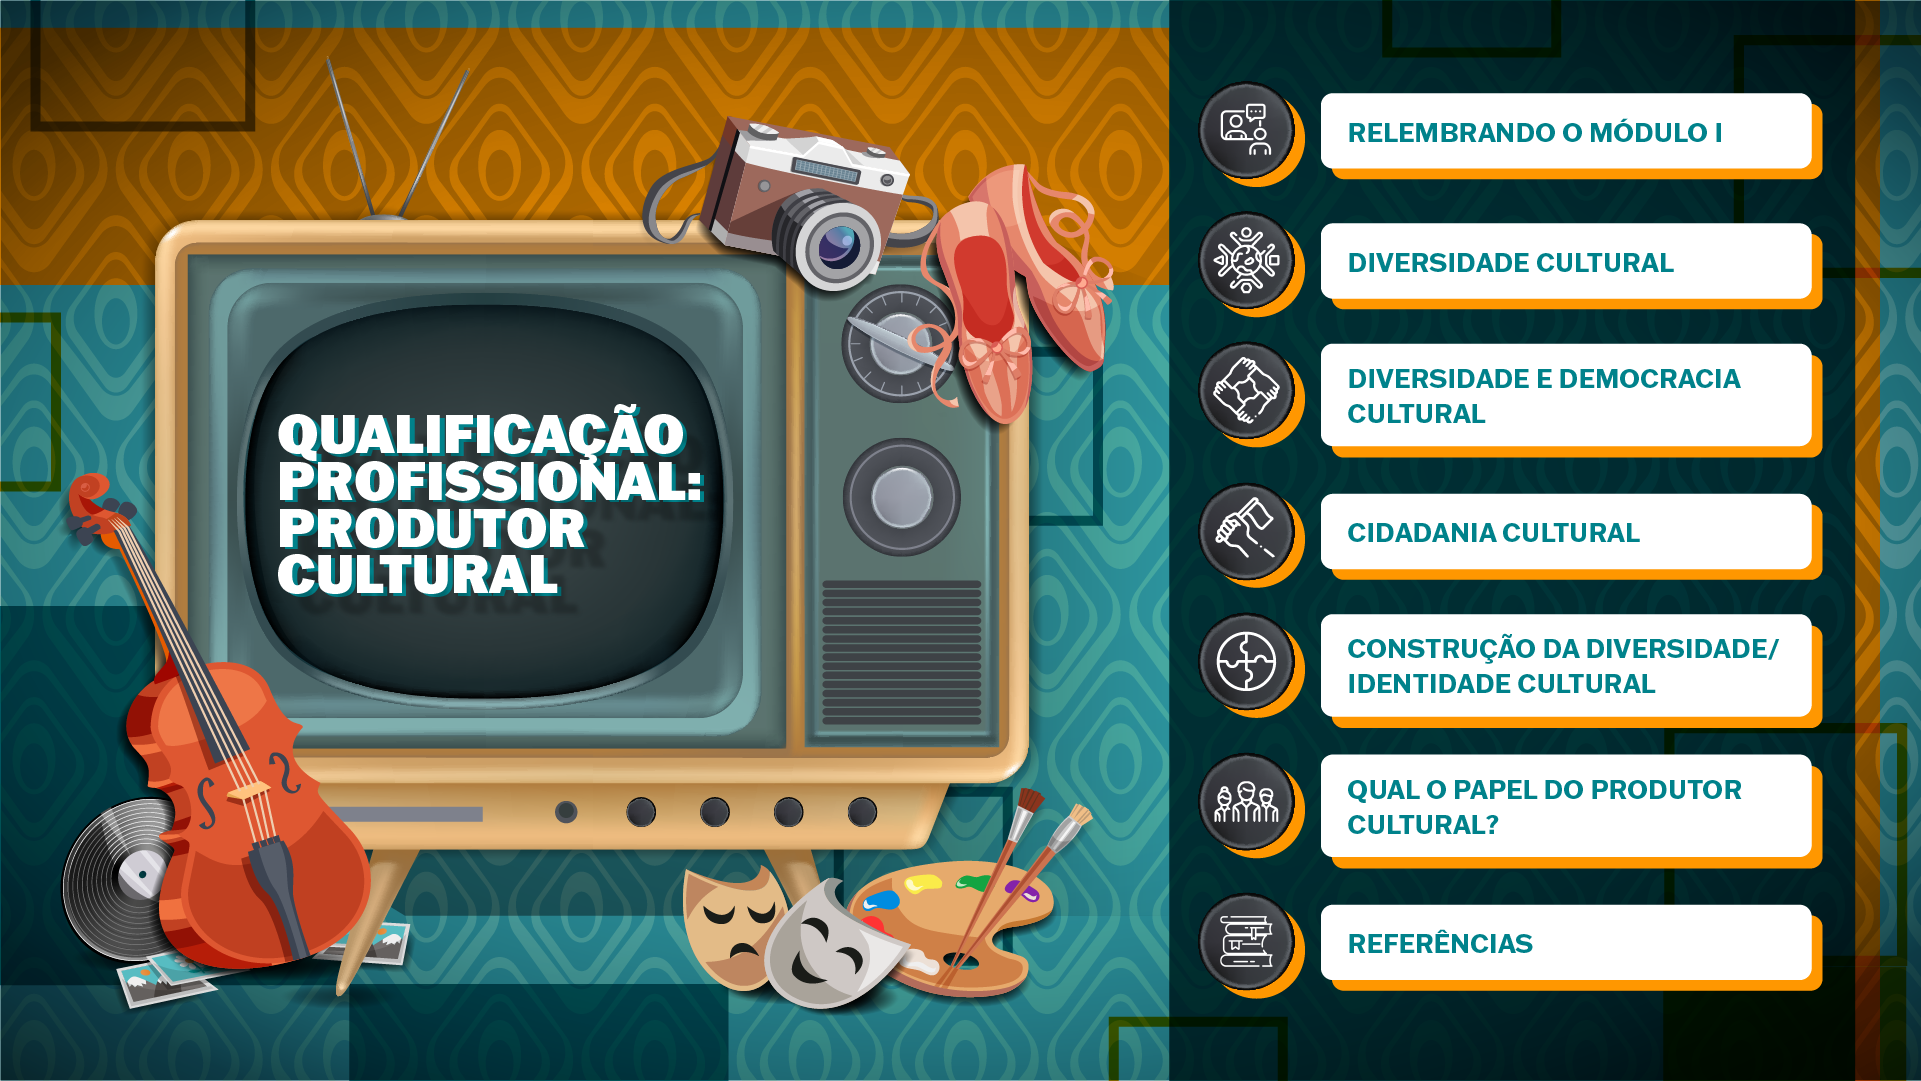 QUALIFICAÇÃO
PROFISSIONAL:
PRODUTOR
CULTURAL
RELEMBRANDO O MÓDULO I
DIVERSIDADE CULTURAL
DIVERSIDADE E DEMOCRACIA
CULTURAL
CIDADANIA CULTURAL
CONSTRUÇÃO DA DIVERSIDADE/
IDENTIDADE CULTURAL
QUAL O PAPEL DO PRODUTOR
CULTURAL?
REFERÊNCIAS